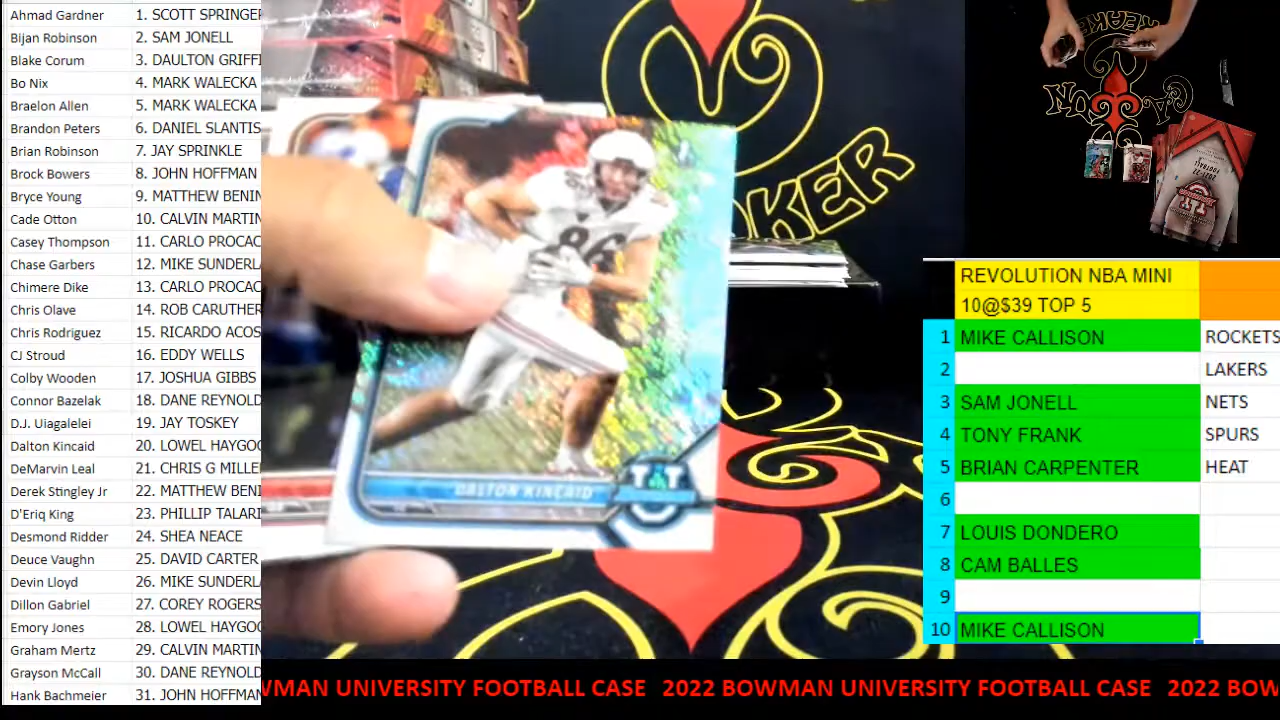 Ahmad Gardner 1. SCOTT SPRINGER
Bijan Robinson 2. SAM JONELL
Blake Corum 3. DAULTON GRIFFI
Bo Nix 4. MARK WALECKA
Braelon Allen 5. MARK WALECKA
Brandon Peters 6. DANIEL SLANTIS
Brian Robinson 7. JAY SPRINKLE
Brock Bowers 8. JOHN HOFFMAN
Bryce Young 9. MATTHEW BENIN
Cade Otton 10. CALVIN MARTIN
Casey Thompson 11. CARLO PROCAC
Chase Garbers 12. MIKE SUNDERL
Chimere Dike 13. CARLO PROCAC
Chris Olave 14. ROB CARUTHER
Chris Rodriguez 15. RICARDO ACOS
CJ Stroud 16. EDDY WELLS
Colby Wooden 17. JOSHUA GIBBS
Connor Bazelak 18. DANE REYNOLD
D.J. Uiagalelei 19. JAY TOSKEY
Dalton Kincaid 20. LOWEL HAYGOO
DeMarvin Leal 21. CHRIS G MILLE
Derek Stingley Jr 22. MATTHEW BENI
D'Eriq King 23. PHILLIP TALARI
Desmond Ridder 24. SHEA NEACE
Deuce Vaughn 25. DAVID CARTER
Devin Lloyd 26. MIKE SUNDERL
Dillon Gabriel 27. COREY ROGERS
Emory Jones 28. LOWEL HAYGOO
Graham Mertz 29. CALVIN MARTIN
Grayson McCall 30. DANE REYNOLD
Hank Bachmeier 31. JOHN HOFFMAN
KER
86
DALTON KINCAID
U
REVOLUTION NBA MINI
10@$39 TOP 5
1 MIKE CALLISON ROCKETS
2 LAKERS
3 SAM JONELL NETS
4 TONY FRANK SPURS
5 BRIAN CARPENTER HEAT
6
7 LOUIS DONDERO
8 CAM BALLES
9
10 MIKE CALLISON
WMAN UNIVERSITY FOOTBALL CASE 2022 BOWMAN UNIVERSITY FOOTBALL CASE 2022 BOW